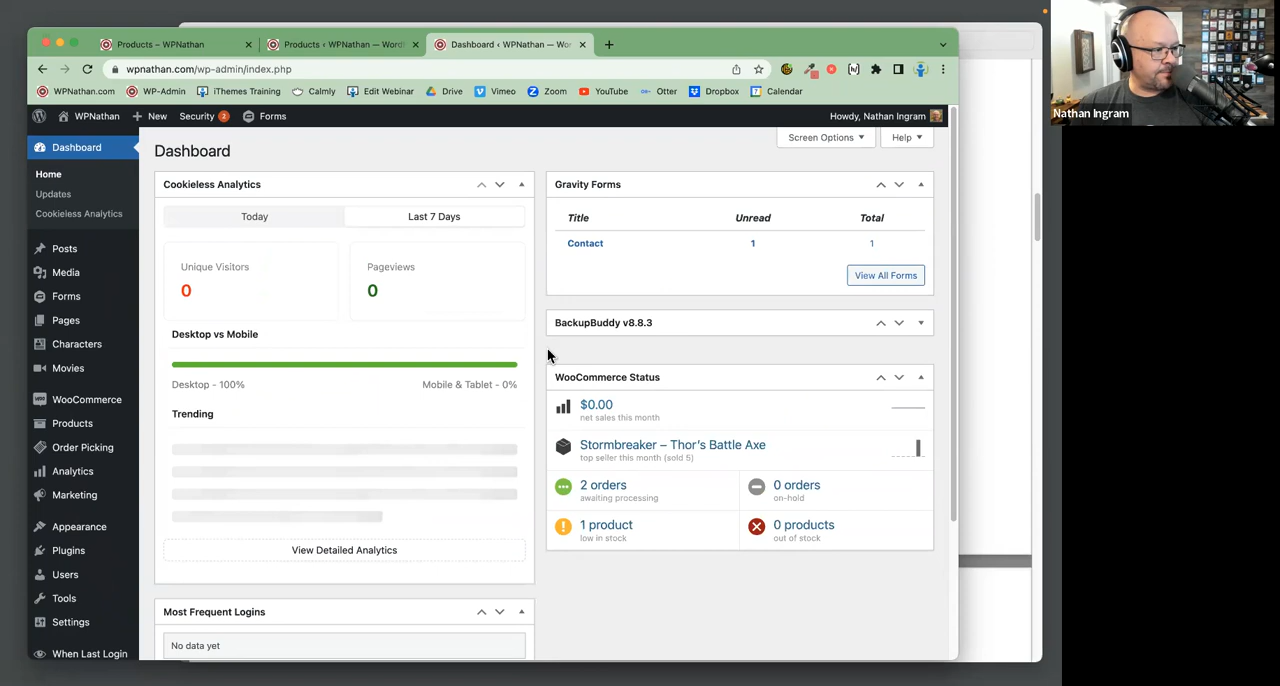 Products – WPNathan
Products ‹ WPNathan — Word
Dashboard ‹ WPNathan — Wor
wpnathan.com/wp-admin/index.php
WPNathan.com
WP-Admin
iThemes Training
Calmly
Edit Webinar
Drive
Vimeo
Zoom
YouTube
Otter
Dropbox
Calendar
WPNathan
New
Security 2
Forms
Howdy, Nathan Ingram
Nathan Ingram
Dashboard
Home
Updates
Cookieless Analytics
Posts
Media
Forms
Pages
Characters
Movies
WooCommerce
Products
Order Picking
Analytics
Marketing
Appearance
Plugins
Users
Tools
Settings
When Last Login
Dashboard
Screen Options
Help
Cookieless Analytics
Today
Last 7 Days
Unique Visitors
0
Pageviews
0
Desktop vs Mobile
Desktop - 100%
Mobile & Tablet - 0%
Trending
View Detailed Analytics
Most Frequent Logins
No data yet
Gravity Forms
Title Unread Total
Contact 1 1
View All Forms
BackupBuddy v8.8.3
WooCommerce Status
$0.00
net sales this month
Stormbreaker – Thor's Battle Axe
top seller this month (sold 5)
2 orders
awaiting processing
0 orders
on-hold
1 product
low in stock
0 products
out of stock